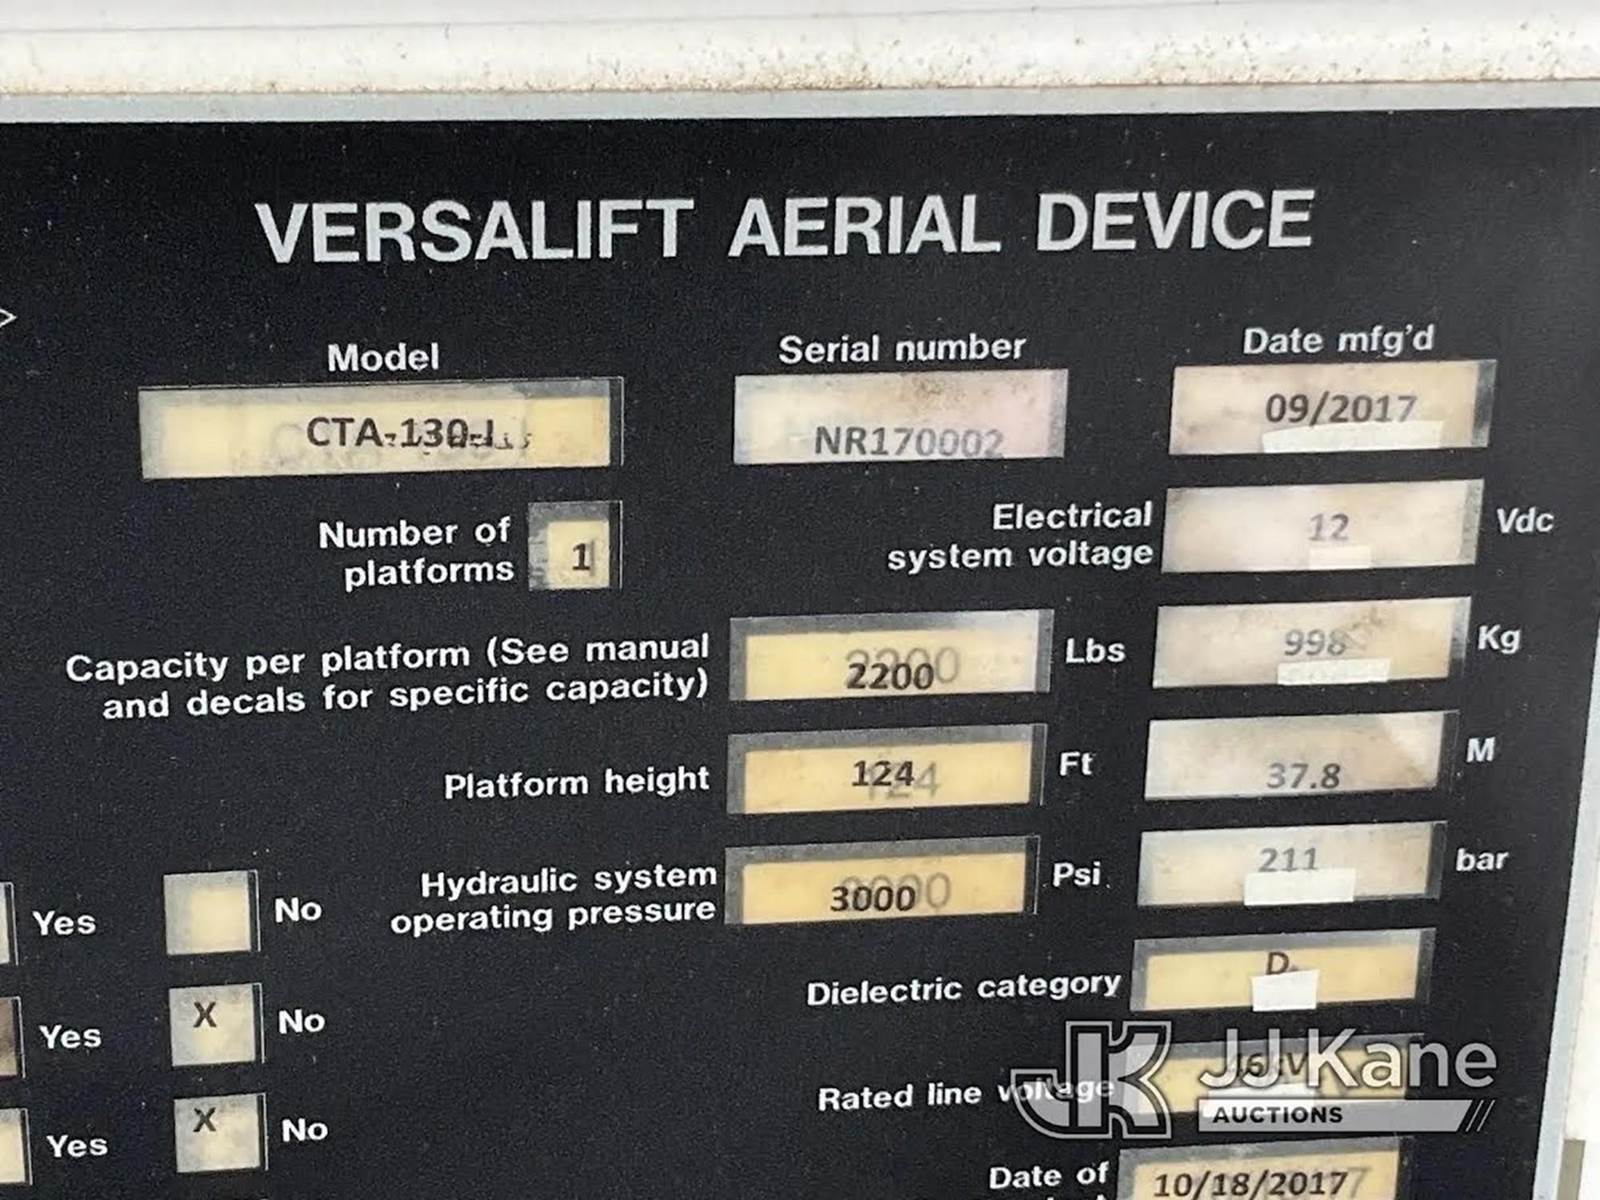 VERSALIFT AERIAL DEVICE
Model
Serial number
Date mfg'd
CTA-130-I
NR170002
09/2017
Number of
platforms
1
Electrical
system voltage
12
Vdc
Capacity per platform (See manual
and decals for specific capacity)
2200
Lbs
998
Kg
Platform height
124
Ft
37.8
M
Hydraulic system
operating pressure
3000
Psi
211
bar
Yes
No
Dielectric category
D
Yes
X
No
Rated line voltage
Yes
X
No
Date of
10/18/2017
JJ Kane
AUCTIONS